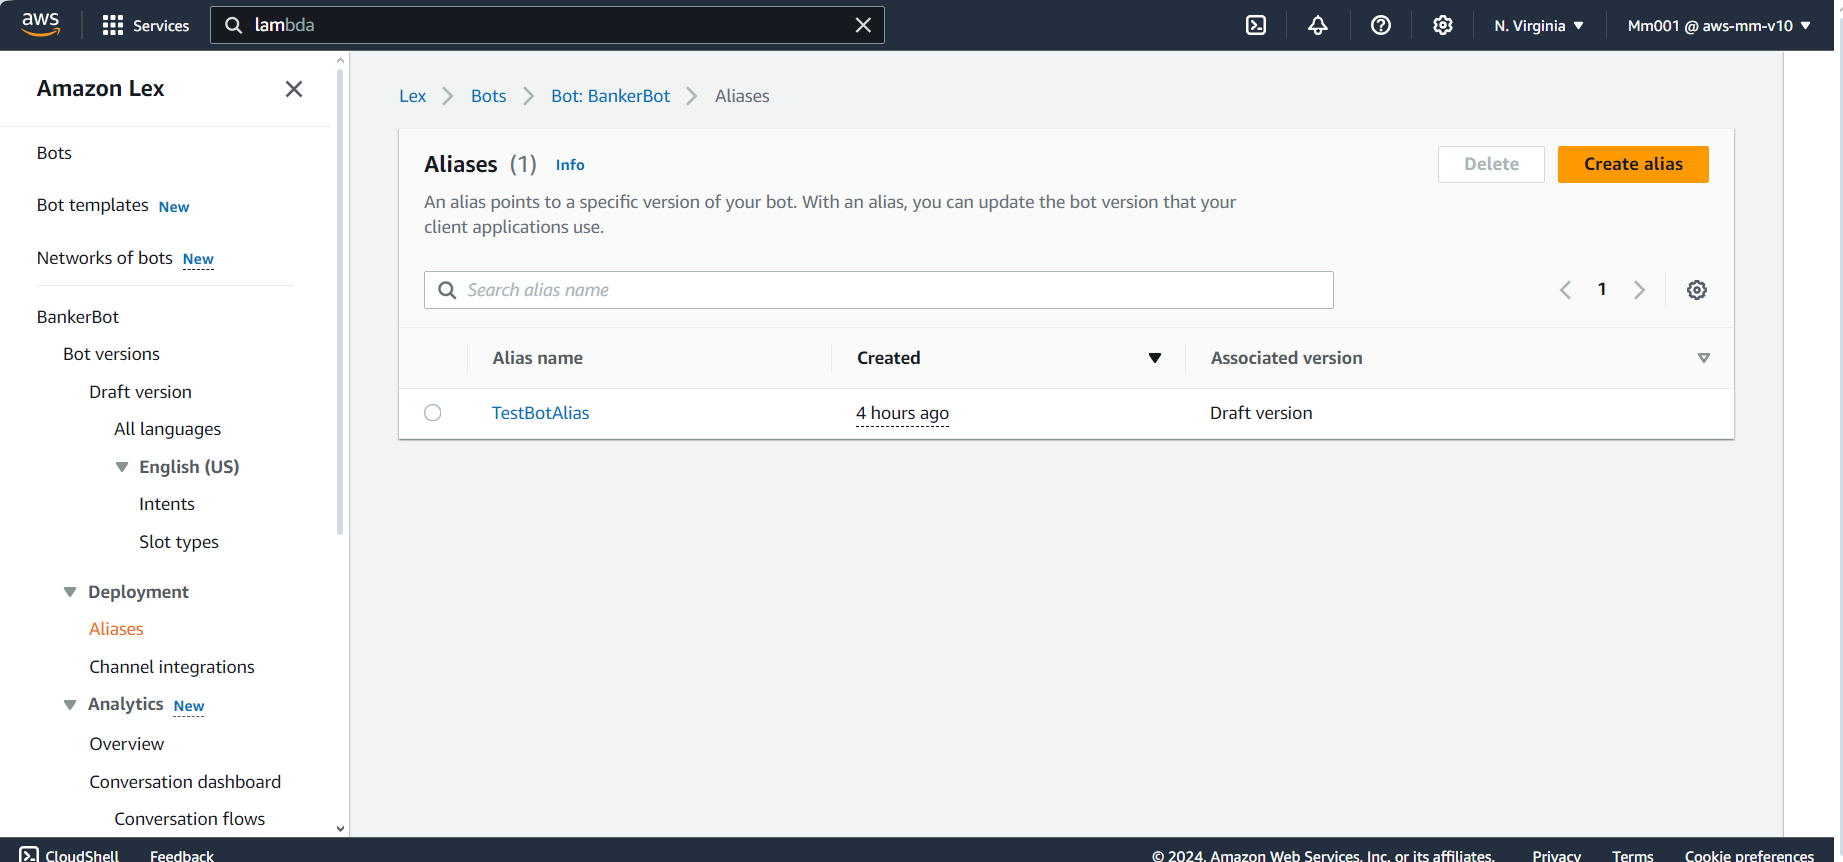 aws
Services
lambda
N. Virginia
Mm001 @ aws-mm-v10
Amazon Lex
Bots
Bot templates New
Networks of bots New
BankerBot
Bot versions
Draft version
All languages
English (US)
Intents
Slot types
Deployment
Aliases
Channel integrations
Analytics New
Overview
Conversation dashboard
Conversation flows
Lex
Bots
Bot: BankerBot
Aliases
Aliases (1) Info
Delete
Create alias
An alias points to a specific version of your bot. With an alias, you can update the bot version that your
client applications use.
Search alias name
1
Alias name
Created
Associated version
TestBotAlias
4 hours ago
Draft version
CloudShell
Feedback
© 2024, Amazon Web Services, Inc. or its affiliates.
Privacy
Terms
Cookie preferences